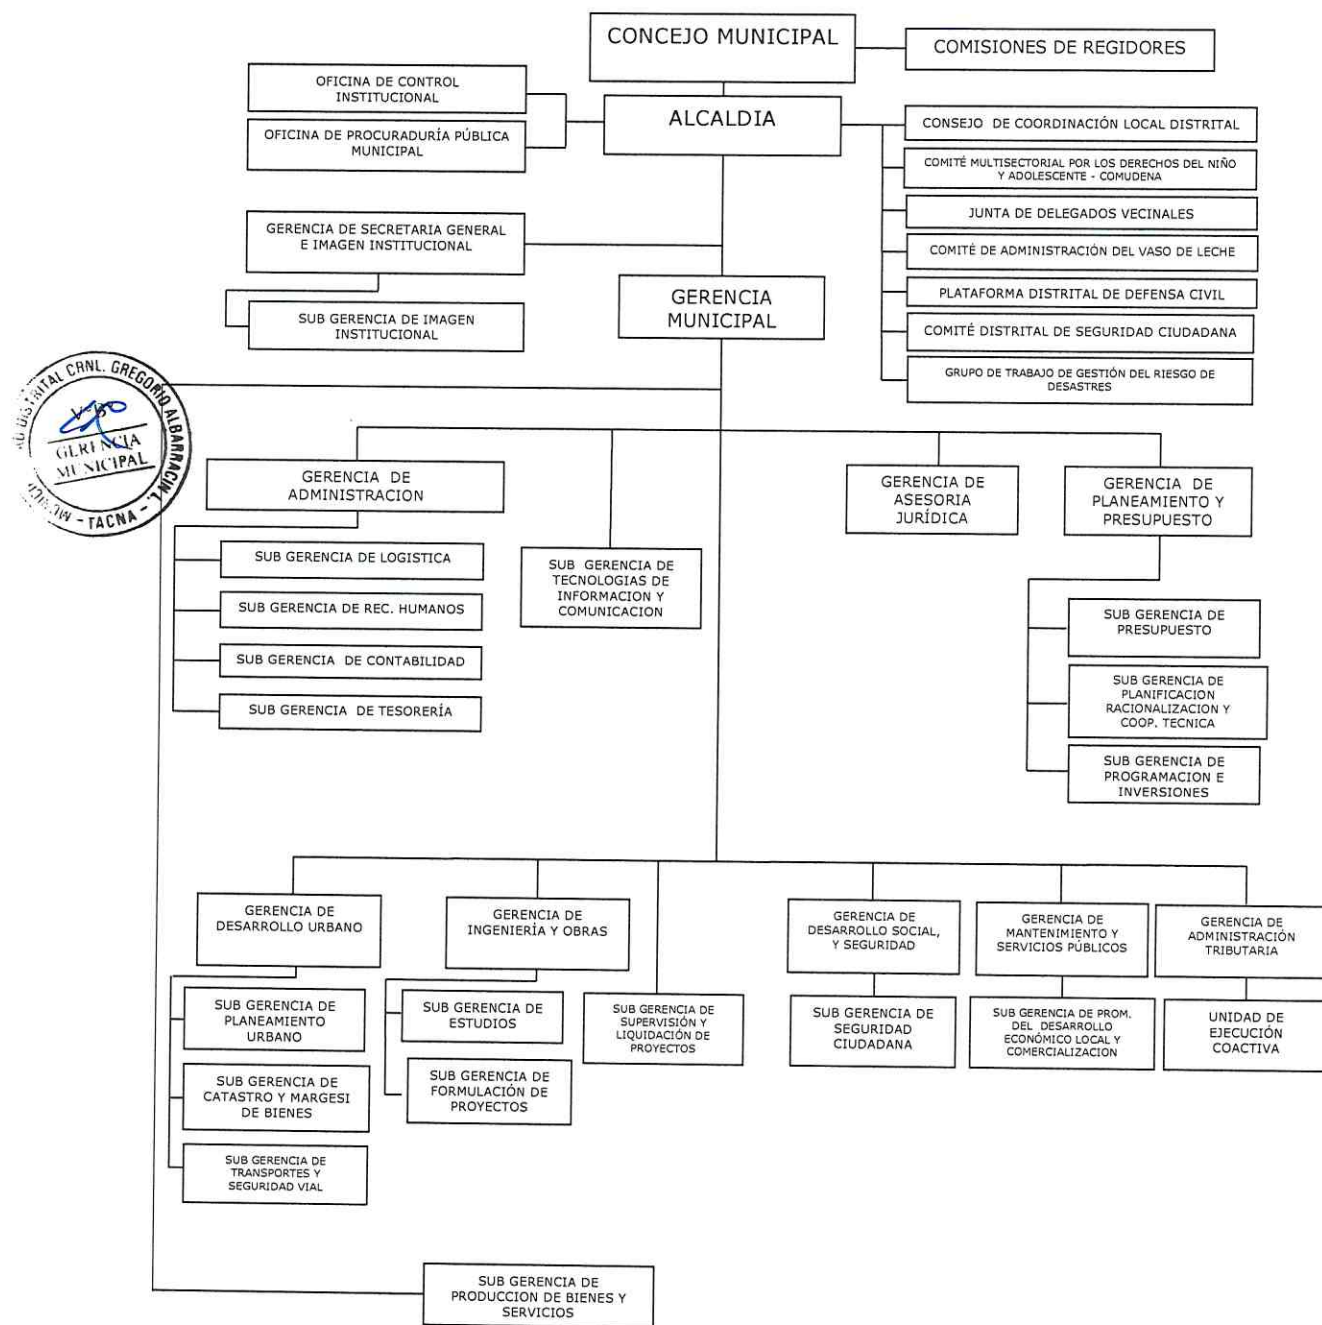 CONCEJO MUNICIPAL
COMISIONES DE REGIDORES
OFICINA DE CONTROL
INSTITUCIONAL
OFICINA DE PROCURADURÍA PÚBLICA
MUNICIPAL
ALCALDIA
CONSEJO DE COORDINACIÓN LOCAL DISTRITAL
COMITÉ MULTISECTORIAL POR LOS DERECHOS DEL NIÑO
Y ADOLESCENTE - COMUDENA
JUNTA DE DELEGADOS VECINALES
COMITÉ DE ADMINISTRACIÓN DEL VASO DE LECHE
PLATAFORMA DISTRITAL DE DEFENSA CIVIL
COMITÉ DISTRITAL DE SEGURIDAD CIUDADANA
GRUPO DE TRABAJO DE GESTIÓN DEL RIESGO DE
DESASTRES
GERENCIA DE SECRETARIA GENERAL
E IMAGEN INSTITUCIONAL
SUB GERENCIA DE IMAGEN
INSTITUCIONAL
GERENCIA
MUNICIPAL
DISTRITAL CRNL. GREGORIO ALBARRACIN L.
V°B°
GERENCIA
MUNICIPAL
- TACNA -
GERENCIA DE
ADMINISTRACION
SUB GERENCIA DE LOGISTICA
SUB GERENCIA DE REC. HUMANOS
SUB GERENCIA DE CONTABILIDAD
SUB GERENCIA DE TESORERÍA
SUB GERENCIA DE
TECNOLOGIAS DE
INFORMACION Y
COMUNICACION
GERENCIA DE
ASESORIA
JURÍDICA
GERENCIA DE
PLANEAMIENTO Y
PRESUPUESTO
SUB GERENCIA DE
PRESUPUESTO
SUB GERENCIA DE
PLANIFICACION
RACIONALIZACION Y
COOP. TECNICA
SUB GERENCIA DE
PROGRAMACION E
INVERSIONES
GERENCIA DE
DESARROLLO URBANO
SUB GERENCIA DE
PLANEAMIENTO
URBANO
SUB GERENCIA DE
CATASTRO Y MARGESI
DE BIENES
SUB GERENCIA DE
TRANSPORTES Y
SEGURIDAD VIAL
GERENCIA DE
INGENIERÍA Y OBRAS
SUB GERENCIA DE
ESTUDIOS
SUB GERENCIA DE
FORMULACIÓN DE
PROYECTOS
SUB GERENCIA DE
SUPERVISIÓN Y
LIQUIDACIÓN DE
PROYECTOS
GERENCIA DE
DESARROLLO SOCIAL,
Y SEGURIDAD
SUB GERENCIA DE
SEGURIDAD
CIUDADANA
GERENCIA DE
MANTENIMIENTO Y
SERVICIOS PÚBLICOS
SUB GERENCIA DE PROM.
DEL DESARROLLO
ECONÓMICO LOCAL Y
COMERCIALIZACION
GERENCIA DE
ADMINISTRACIÓN
TRIBUTARIA
UNIDAD DE
EJECUCIÓN
COACTIVA
SUB GERENCIA DE
PRODUCCION DE BIENES Y
SERVICIOS